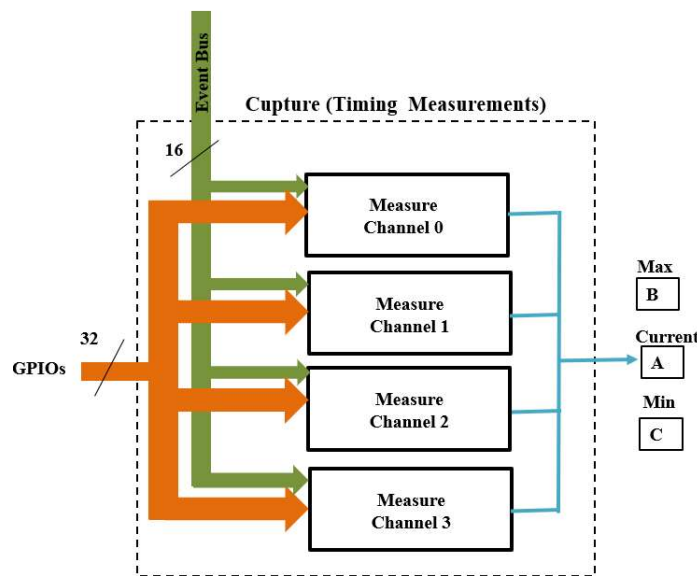 Event Bus
Cupture (Timing Measurements)
16
Measure
Channel 0
Max
B
Measure
Channel 1
32
Current
GPIOs
A
Measure
Channel 2
Min
C
Measure
Channel 3